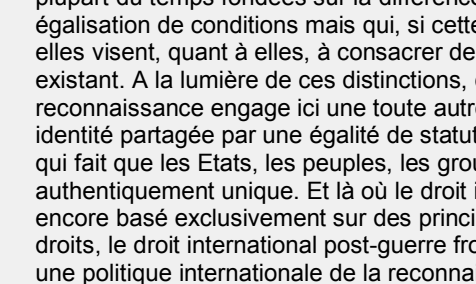 plupart du temps fondées sur la différence
égalisation de conditions mais qui, si cette
elles visent, quant à elles, à consacrer de
existant. A la lumière de ces distinctions,
reconnaissance engage ici une toute autr
identité partagée par une égalité de statut
qui fait que les Etats, les peuples, les grou
authentiquement unique. Et là où le droit i
encore basé exclusivement sur des princi
droits, le droit international post-guerre fro
une politique internationale de la reconna